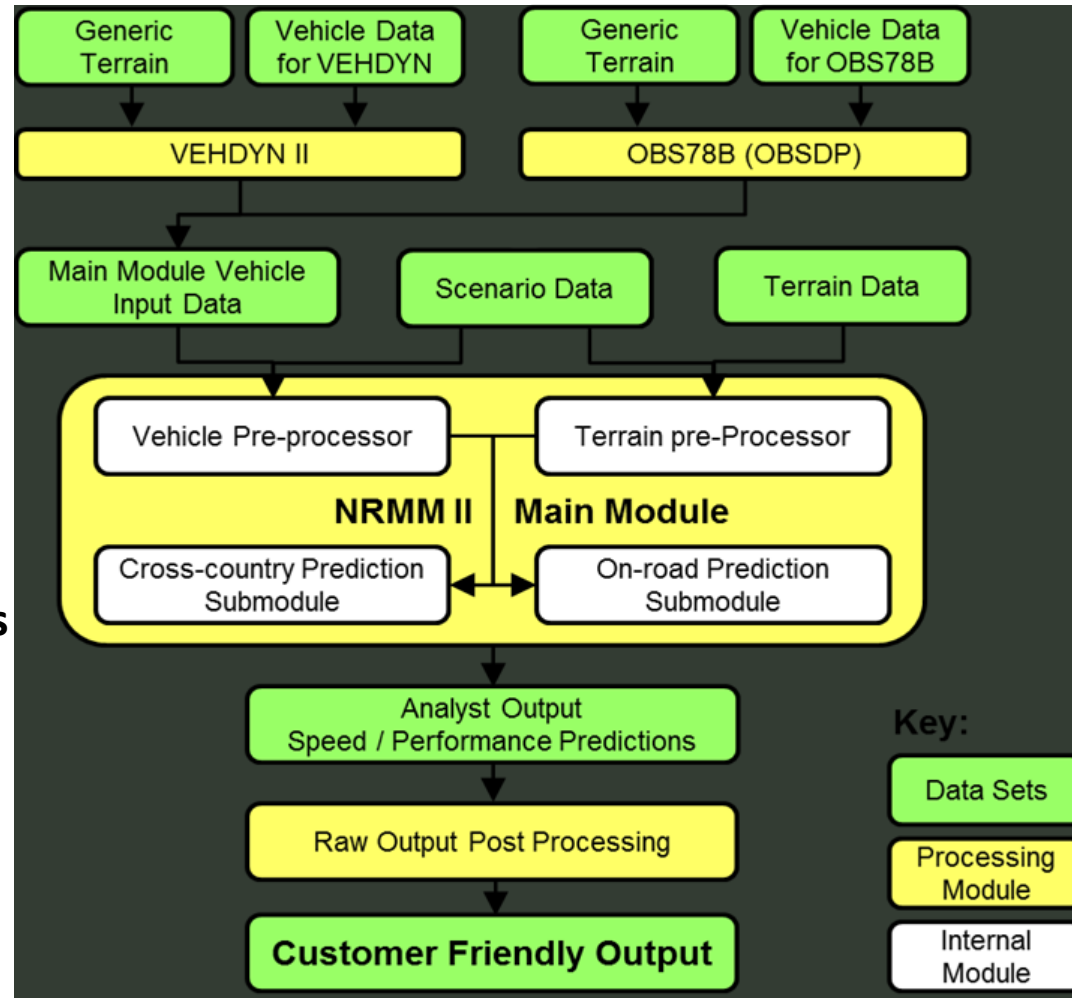 Generic
Terrain
Vehicle Data
for VEHDYN
Generic
Terrain
Vehicle Data
for OBS78B
VEHDYN II
OBS78B (OBSDP)
Main Module Vehicle
Input Data
Scenario Data
Terrain Data
Vehicle Pre-processor
Terrain pre-Processor
NRMM II Main Module
Cross-country Prediction
Submodule
On-road Prediction
Submodule
s
Analyst Output
Speed / Performance Predictions
Raw Output Post Processing
Customer Friendly Output
Key:
Data Sets
Processing
Module
Internal
Module